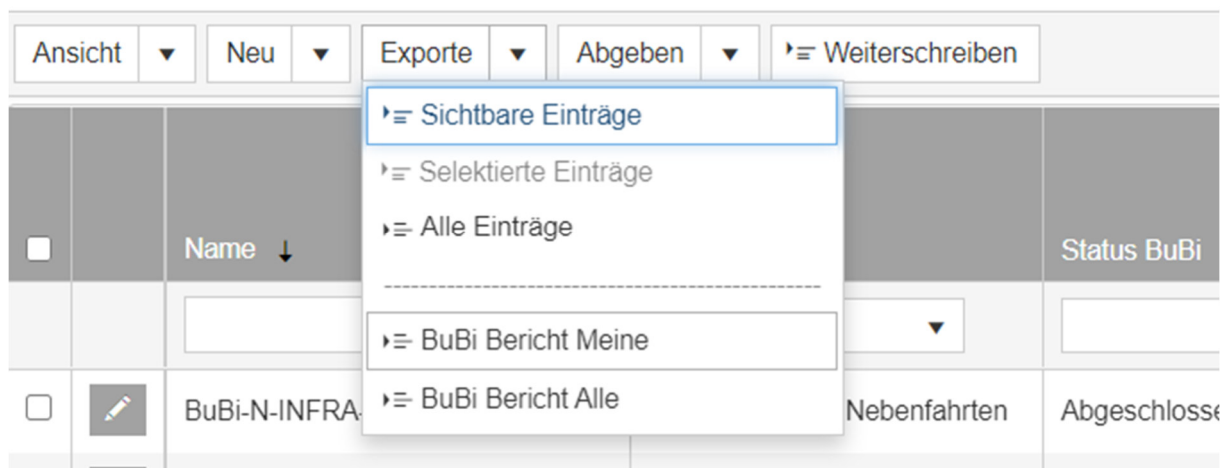 Ansicht Neu Exporte Abgeben Weiterschreiben
Sichtbare Einträge
Selektierte Einträge
Alle Einträge
Name Status BuBi
BuBi Bericht Meine
BuBi Bericht Alle
BuBi-N-INFRA- Nebenfahrten Abgeschlosse